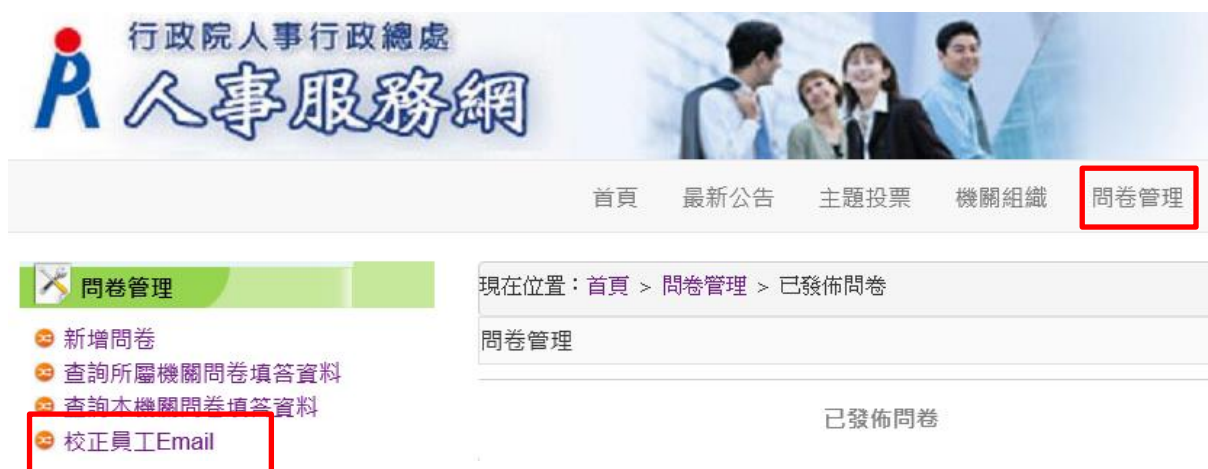 行政院人事行政總處
人事服務網
首頁 最新公告 主題投票 機關組織 問卷管理
問卷管理
新增問卷
查詢所屬機關問卷填答資料
查詢本機關問卷填答資料
校正員工Email
現在位置：首頁 > 問卷管理 > 已發佈問卷
問卷管理
已發佈問卷